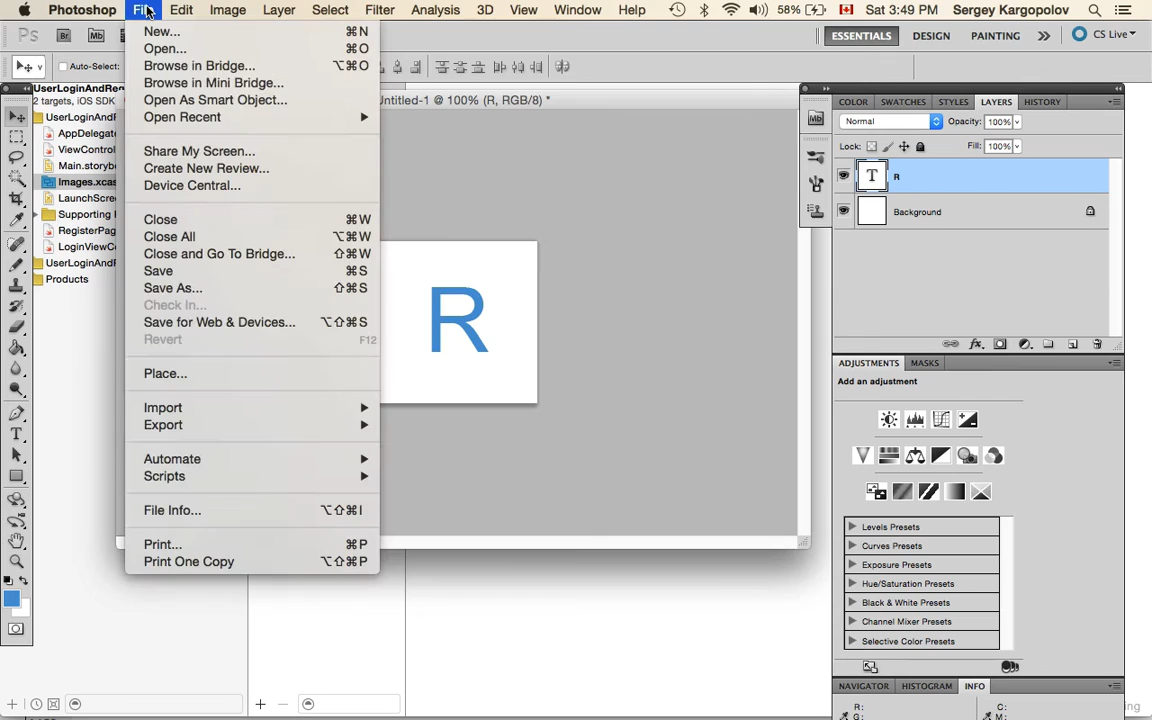 Photoshop File Edit Image Layer Select Filter Analysis 3D View Window Help 58% Sat 3:49 PM Sergey Kargopolov
Ps Br Mb ESSENTIALS DESIGN PAINTING CS Live
Auto-Select:
New... ⌘N
Open... ⌘O
Browse in Bridge... ⌥⌘O
Browse in Mini Bridge...
Open As Smart Object...
Open Recent
Share My Screen...
Create New Review...
Device Central...
Close ⌘W
Close All ⌥⌘W
Close and Go To Bridge... ⇧⌘W
Save ⌘S
Save As... ⇧⌘S
Check In...
Save for Web & Devices... ⌥⇧⌘S
Revert F12
Place...
Import
Export
Automate
Scripts
File Info... ⌥⇧⌘I
Print... ⌘P
Print One Copy ⌥⇧⌘P
UserLoginAndReg
2 targets, iOS SDK
UserLoginAndR
AppDelegate
ViewControl
Main.storyb
Images.xcas
LaunchScre
Supporting
RegisterPag
LoginViewCo
UserLoginAndR
Products
Untitled-1 @ 100% (R, RGB/8) *
R
Mb
COLOR SWATCHES STYLES LAYERS HISTORY
Normal Opacity: 100%
Lock: Fill: 100%
T R
Background
ADJUSTMENTS MASKS
Add an adjustment
Levels Presets
Curves Presets
Exposure Presets
Hue/Saturation Presets
Black & White Presets
Channel Mixer Presets
Selective Color Presets
NAVIGATOR HISTOGRAM INFO
R: C:
G: M: